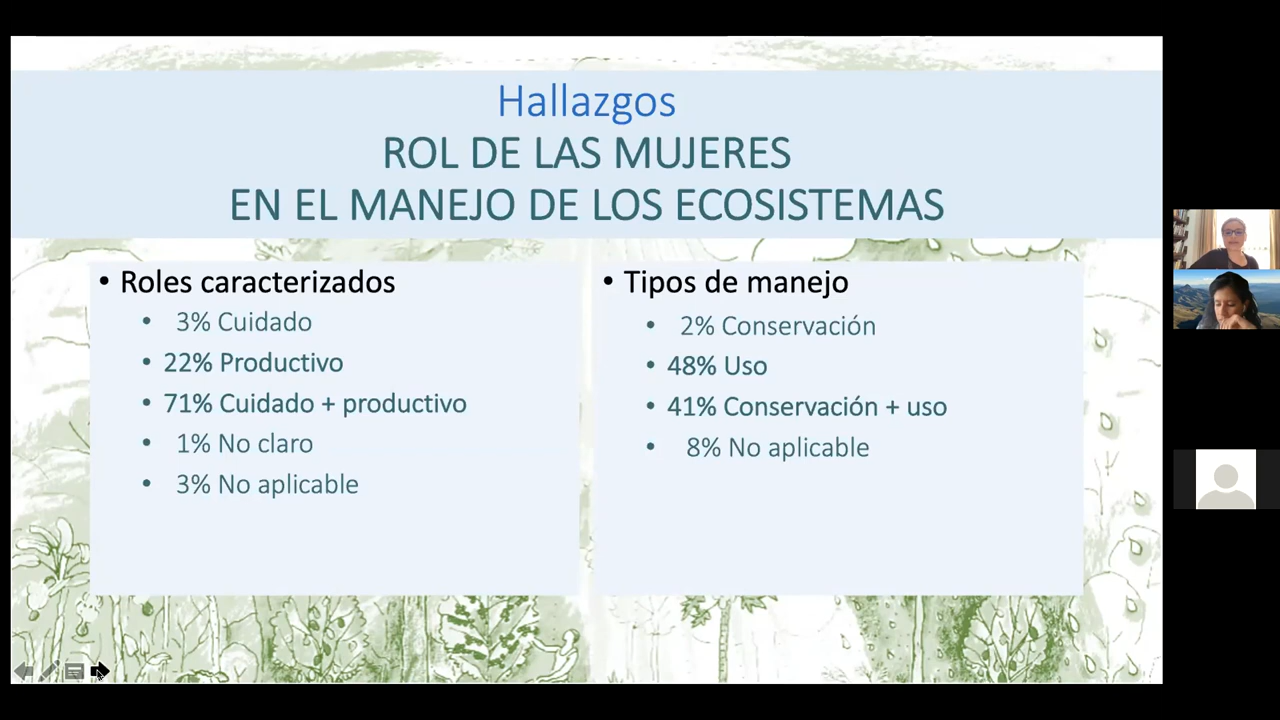 Hallazgos
ROL DE LAS MUJERES
EN EL MANEJO DE LOS ECOSISTEMAS
• Roles caracterizados
• 3% Cuidado
• 22% Productivo
• 71% Cuidado + productivo
• 1% No claro
• 3% No aplicable
• Tipos de manejo
• 2% Conservación
• 48% Uso
• 41% Conservación + uso
• 8% No aplicable